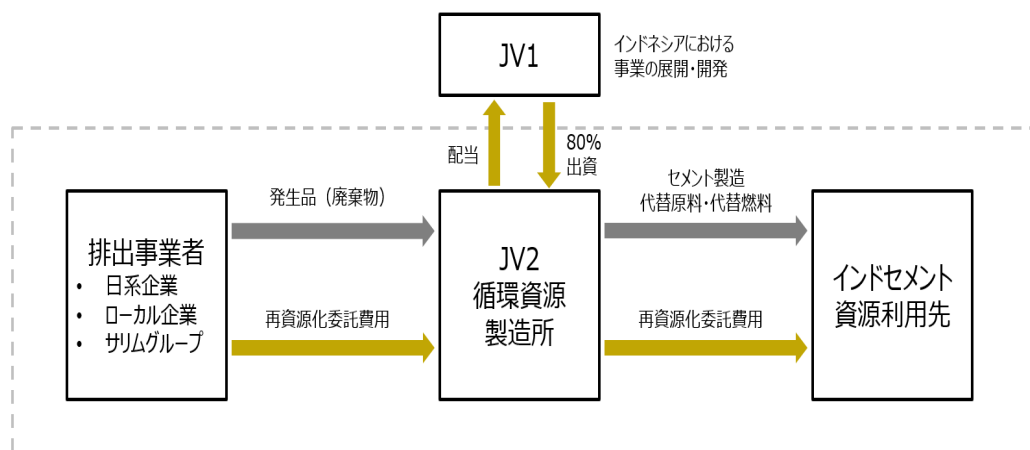 JV1
インドネシアにおける
事業の展開・開発
配当
80%
出資
発生品（廃棄物）
セメント製造
代替原料・代替燃料
排出事業者
• 日系企業
• ローカル企業
• サリムグループ
JV2
循環資源
製造所
インドセメント
資源利用先
再資源化委託費用
再資源化委託費用